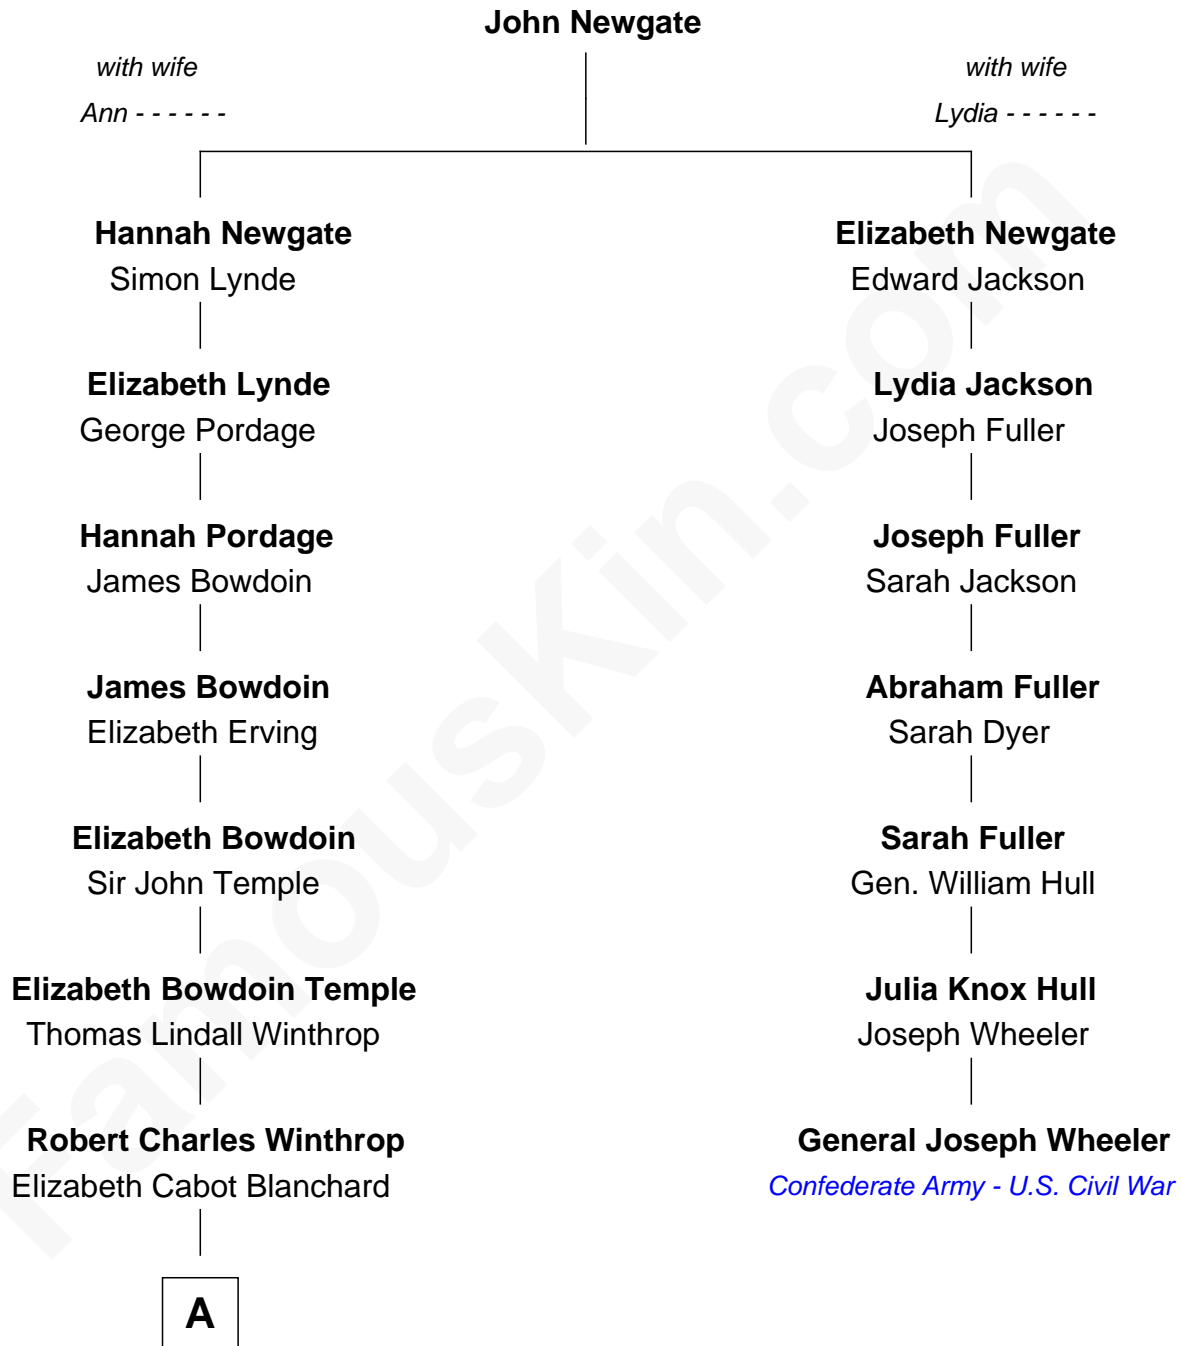 John Newgate
with wife
Ann - - - - - -
with wife
Lydia - - - - - -
Hannah Newgate
Simon Lynde
Elizabeth Newgate
Edward Jackson
Elizabeth Lynde
George Pordage
Lydia Jackson
Joseph Fuller
Hannah Pordage
James Bowdoin
Joseph Fuller
Sarah Jackson
James Bowdoin
Elizabeth Erving
Abraham Fuller
Sarah Dyer
Elizabeth Bowdoin
Sir John Temple
Sarah Fuller
Gen. William Hull
Elizabeth Bowdoin Temple
Thomas Lindall Winthrop
Julia Knox Hull
Joseph Wheeler
Robert Charles Winthrop
Elizabeth Cabot Blanchard
General Joseph Wheeler
Confederate Army - U.S. Civil War
A
FamousKin.com